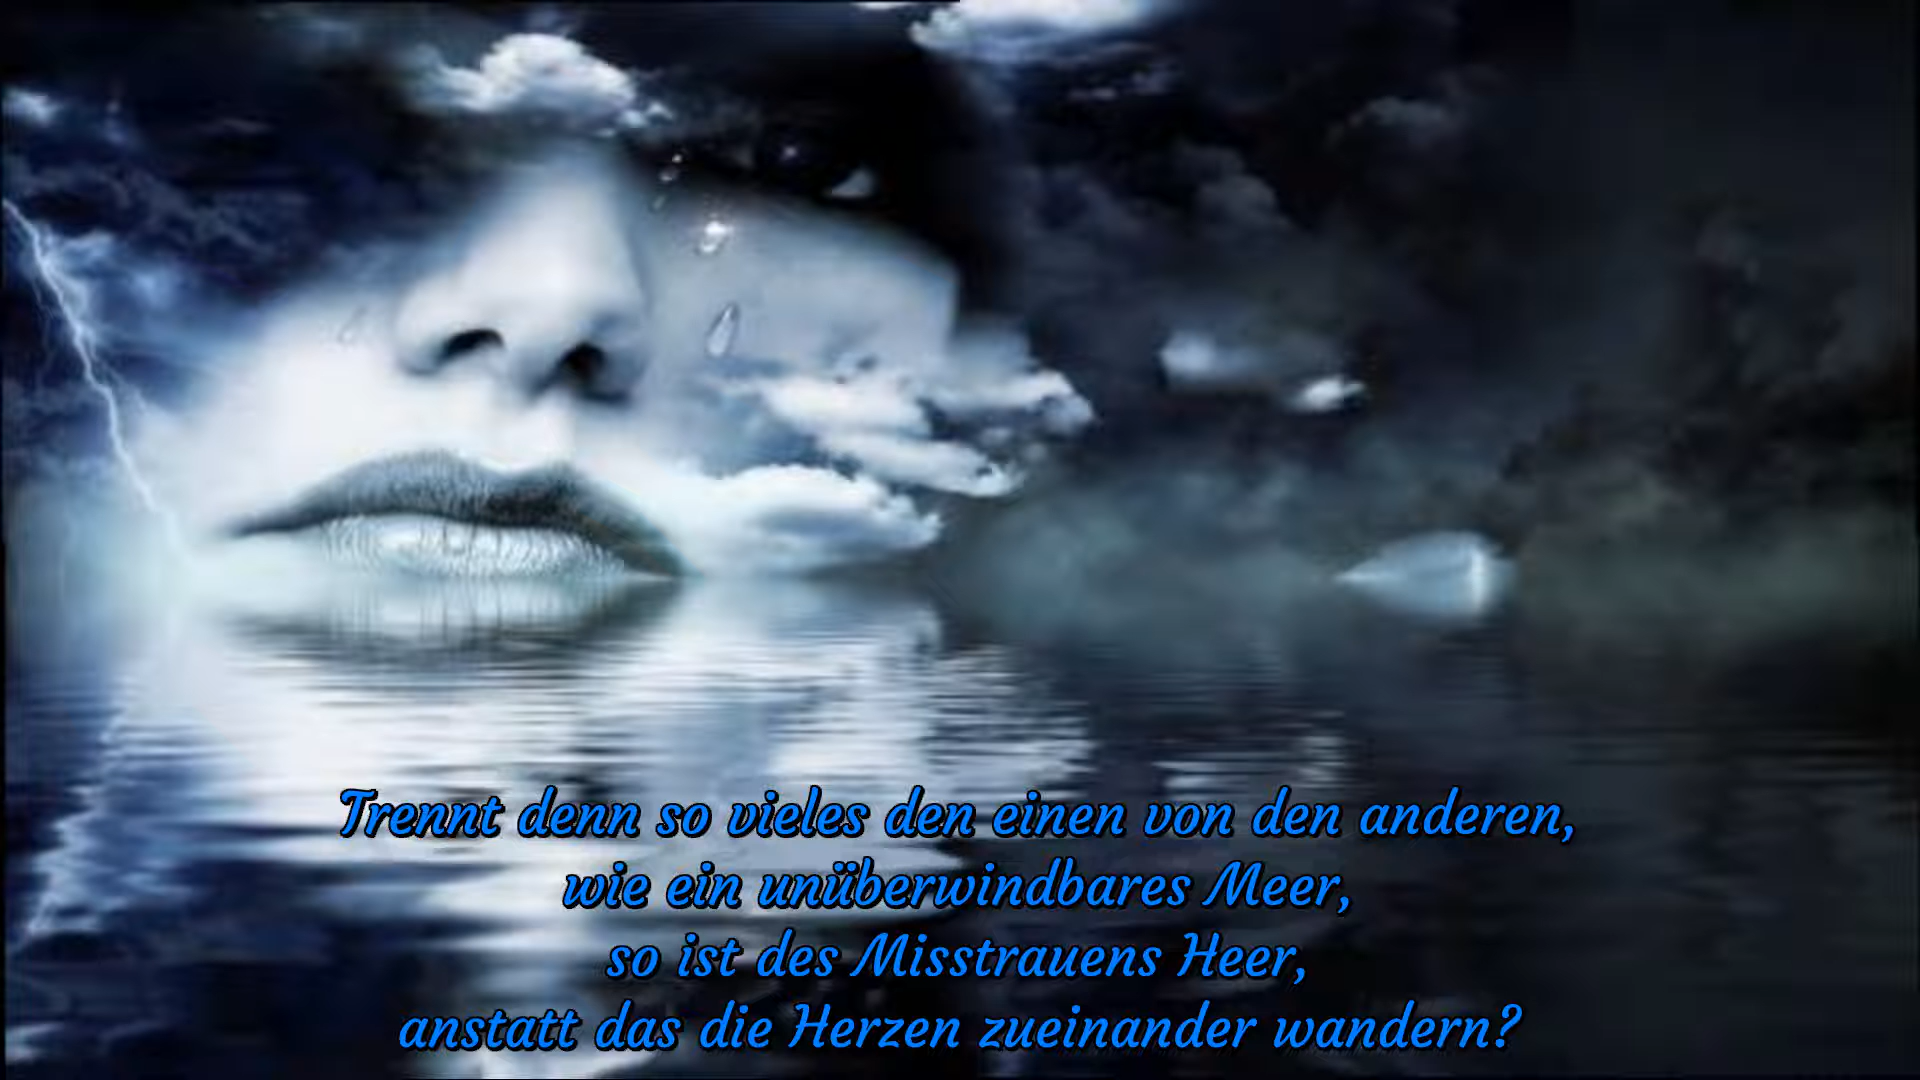 Trennt denn so vieles den einen von den anderen,
wie ein unüberwindbares Meer,
so ist des Misstrauens Heer,
anstatt das die Herzen zueinander wandern?